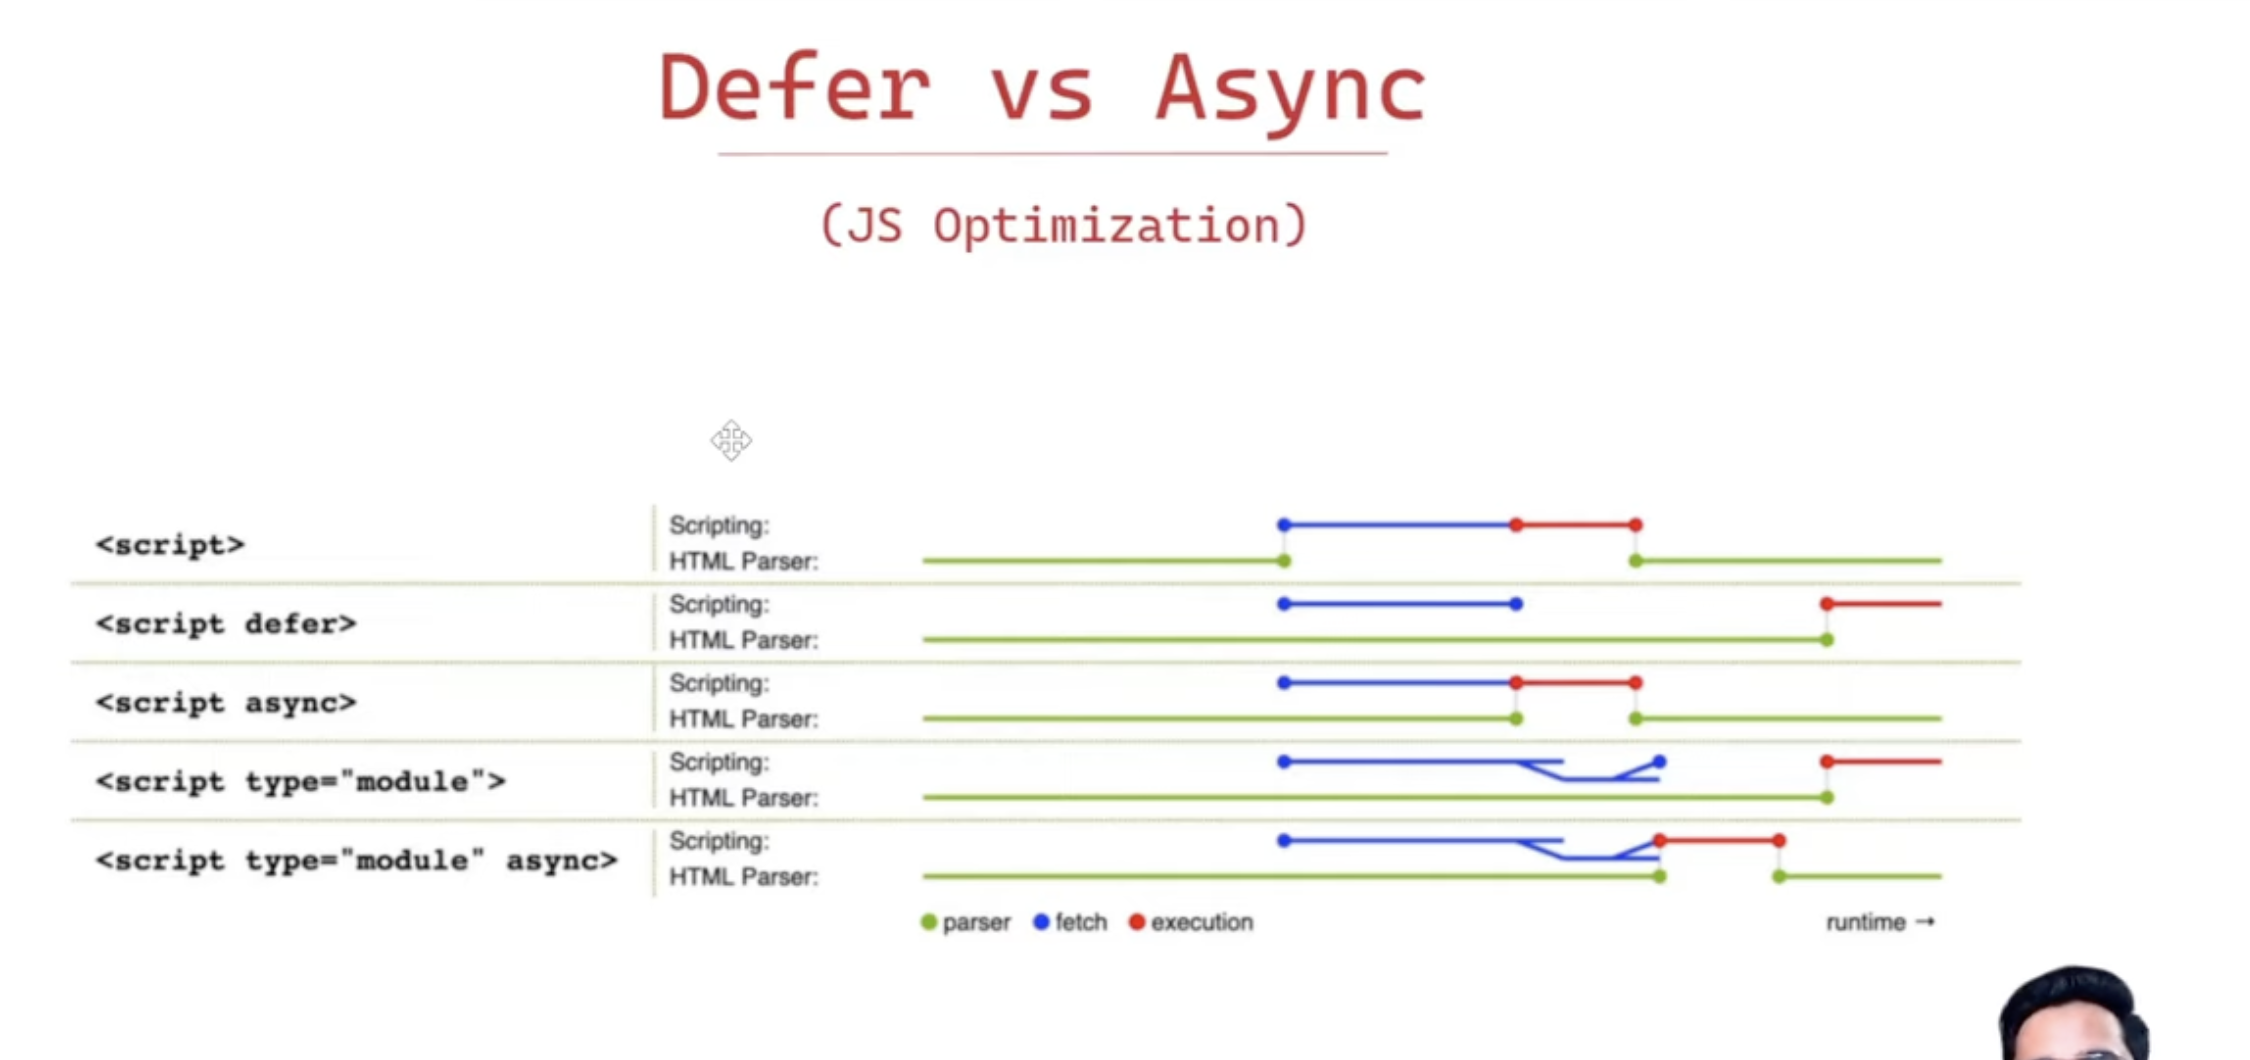 Defer vs Async
(JS Optimization)
<script>
Scripting:
HTML Parser:
<script defer>
Scripting:
HTML Parser:
<script async>
Scripting:
HTML Parser:
<script type="module">
Scripting:
HTML Parser:
<script type="module" async>
Scripting:
HTML Parser:
parser fetch execution runtime →